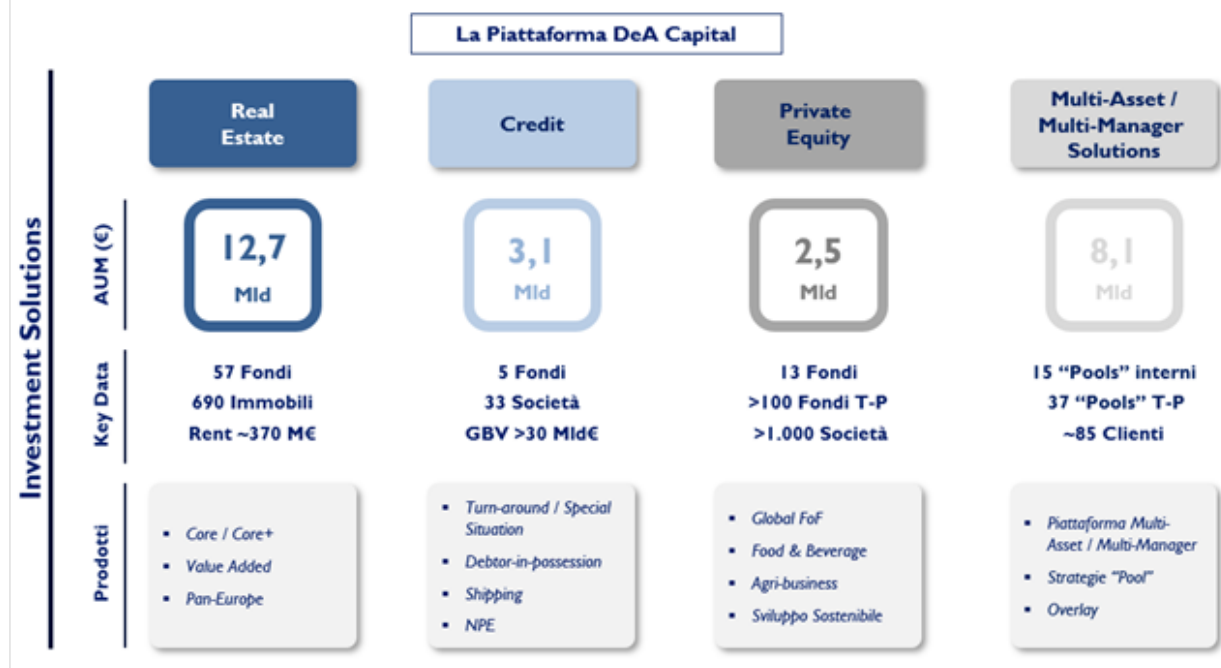 La Piattaforma DeA Capital
Investment Solutions
Real
Estate
Credit
Private
Equity
Multi-Asset /
Multi-Manager
Solutions
AUM (€)
12,7
Mld
3,1
Mld
2,5
Mld
8,1
Mld
Key Data
57 Fondi
690 Immobili
Rent ~370 M€
5 Fondi
33 Società
GBV >30 Mld€
13 Fondi
>100 Fondi T-P
>1.000 Società
15 “Pools” interni
37 “Pools” T-P
~85 Clienti
Prodotti
▪ Core / Core+
▪ Value Added
▪ Pan-Europe
▪ Turn-around / Special
Situation
▪ Debtor-in-possession
▪ Shipping
▪ NPE
▪ Global FoF
▪ Food & Beverage
▪ Agri-business
▪ Sviluppo Sostenibile
▪ Piattaforma Multi-
Asset / Multi-Manager
▪ Strategie “Pool”
▪ Overlay